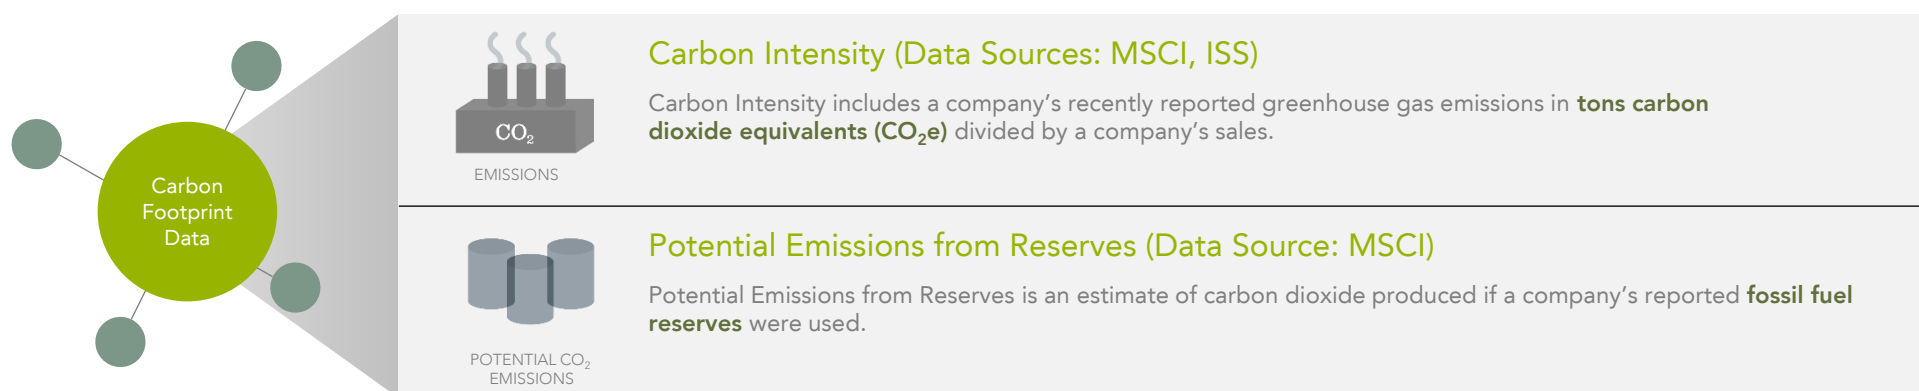 Carbon
Footprint
Data
CO₂
EMISSIONS
Carbon Intensity (Data Sources: MSCI, ISS)
Carbon Intensity includes a company’s recently reported greenhouse gas emissions in tons carbon
dioxide equivalents (CO₂e) divided by a company’s sales.
POTENTIAL CO₂
EMISSIONS
Potential Emissions from Reserves (Data Source: MSCI)
Potential Emissions from Reserves is an estimate of carbon dioxide produced if a company’s reported fossil fuel
reserves were used.